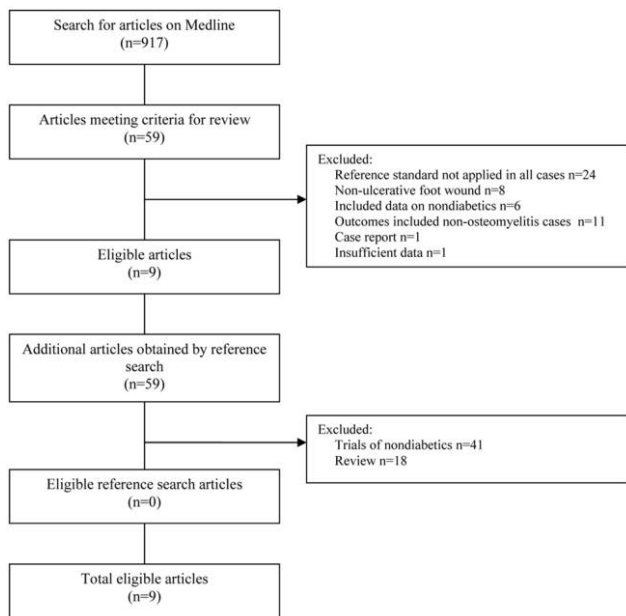 Search for articles on Medline
(n=917)
Articles meeting criteria for review
(n=59)
Excluded:
Reference standard not applied in all cases n=24
Non-ulcerative foot wound n=8
Included data on nondiabetics n=6
Outcomes included non-osteomyelitis cases n=11
Case report n=1
Insufficient data n=1
Eligible articles
(n=9)
Additional articles obtained by reference
search
(n=59)
Excluded:
Trials of nondiabetics n=41
Review n=18
Eligible reference search articles
(n=0)
Total eligible articles
(n=9)